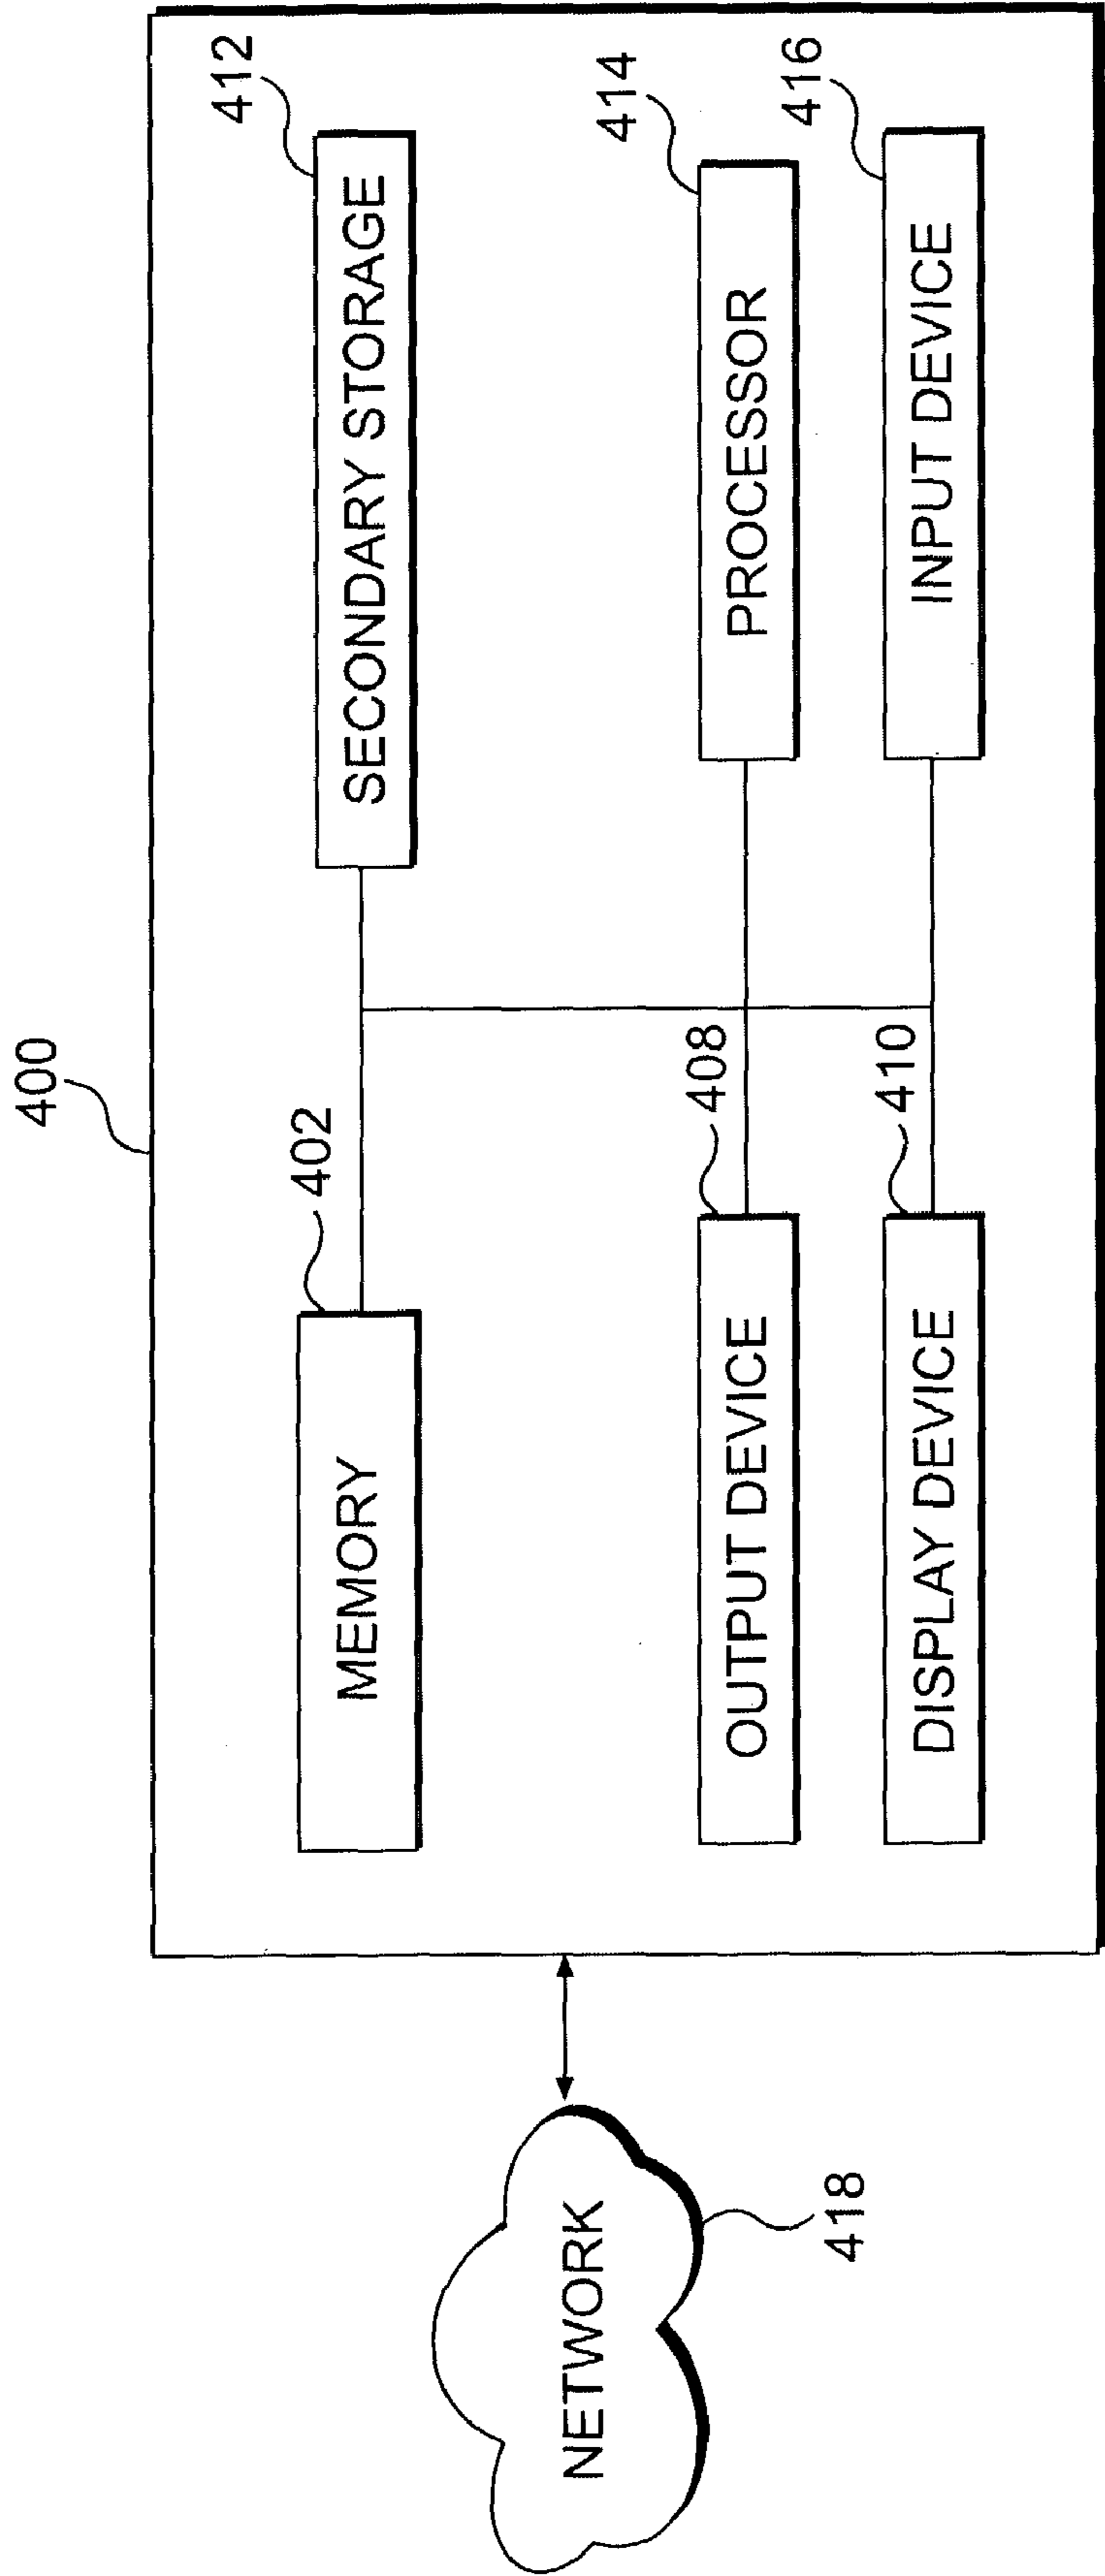 400
412
SECONDARY STORAGE
402
MEMORY
414
PROCESSOR
408
OUTPUT DEVICE
416
INPUT DEVICE
410
DISPLAY DEVICE
NETWORK
418